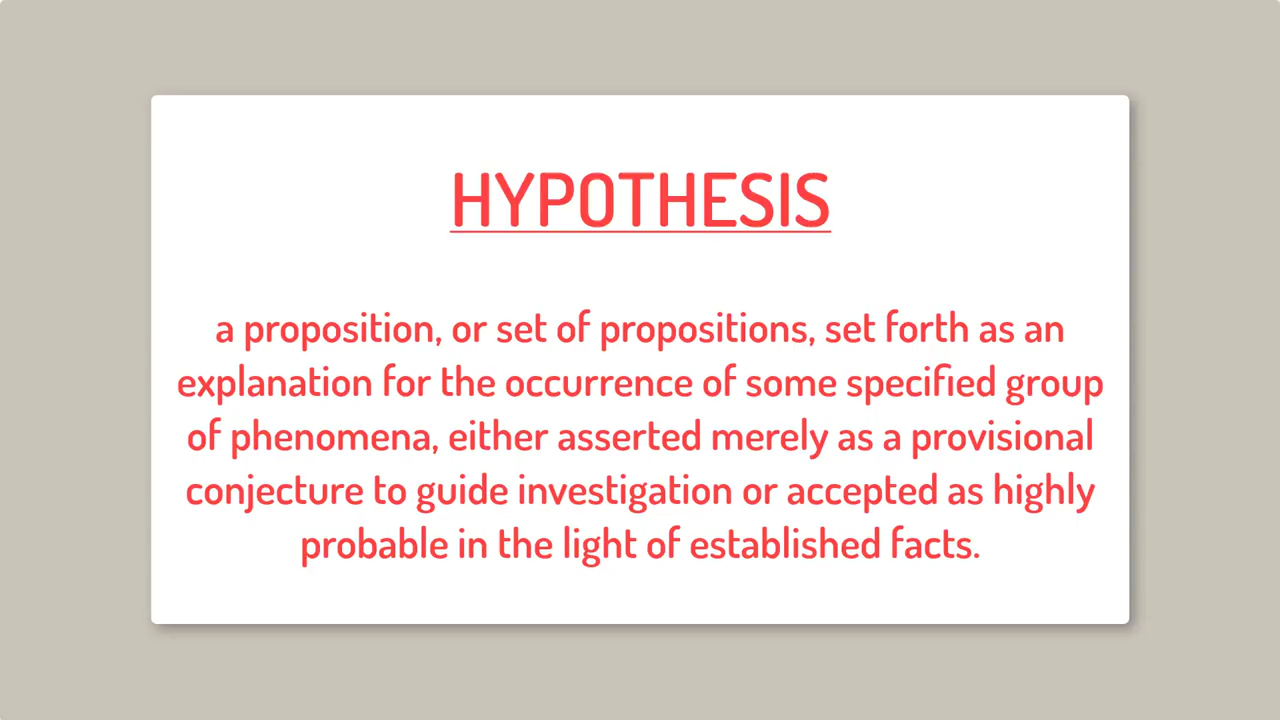 HYPOTHESIS
a proposition, or set of propositions, set forth as an
explanation for the occurrence of some specified group
of phenomena, either asserted merely as a provisional
conjecture to guide investigation or accepted as highly
probable in the light of established facts.